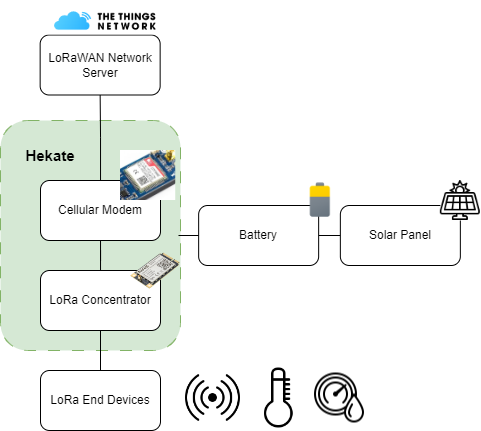 THE THINGS
NETWORK
LoRaWAN Network
Server
Hekate
Cellular Modem
Battery
Solar Panel
LoRa Concentrator
LoRa End Devices